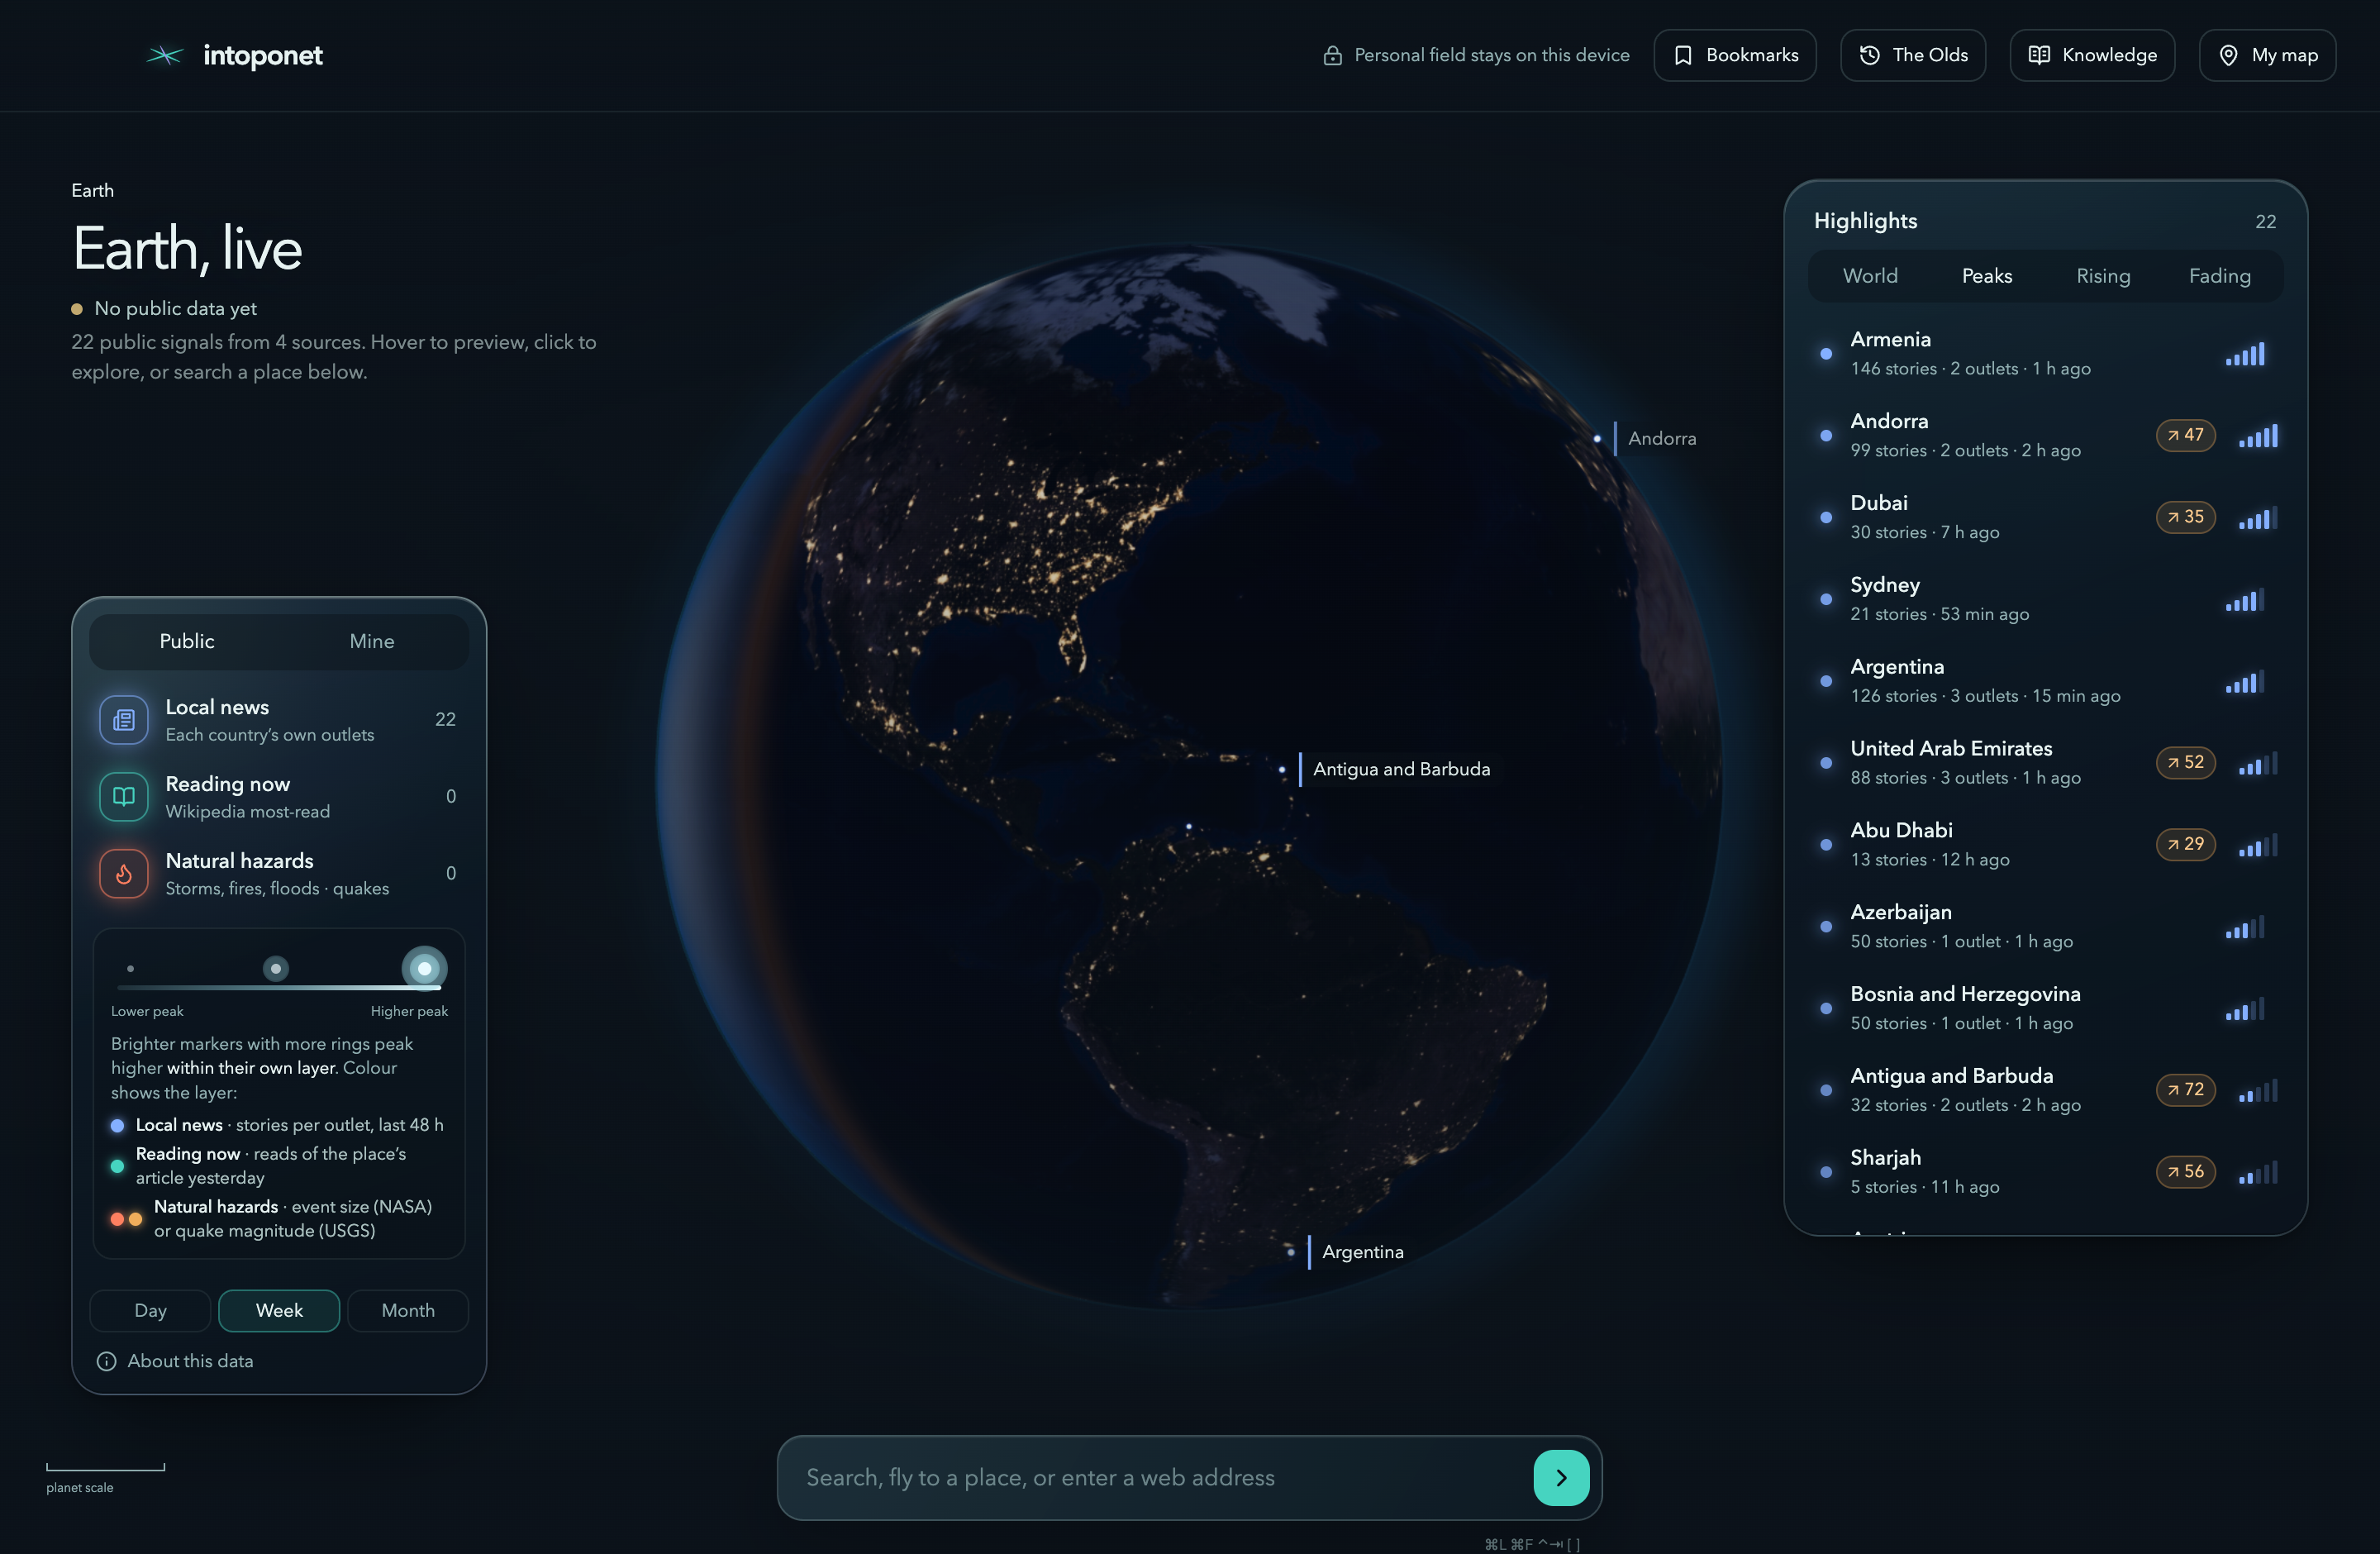 intoponet
Personal field stays on this device
Bookmarks
The Olds
Knowledge
My map
Earth
Earth, live
No public data yet
22 public signals from 4 sources. Hover to preview, click to
explore, or search a place below.
Public
Mine
Local news
Each country’s own outlets
22
Reading now
Wikipedia most-read
0
Natural hazards
Storms, fires, floods · quakes
0
Lower peak
Higher peak
Brighter markers with more rings peak
higher within their own layer. Colour
shows the layer:
Local news · stories per outlet, last 48 h
Reading now · reads of the place’s
article yesterday
Natural hazards · event size (NASA)
or quake magnitude (USGS)
Day
Week
Month
About this data
planet scale
Andorra
Antigua and Barbuda
Argentina
Highlights
22
World
Peaks
Rising
Fading
Armenia
146 stories · 2 outlets · 1 h ago
Andorra
99 stories · 2 outlets · 2 h ago
↗ 47
Dubai
30 stories · 7 h ago
↗ 35
Sydney
21 stories · 53 min ago
Argentina
126 stories · 3 outlets · 15 min ago
United Arab Emirates
88 stories · 3 outlets · 1 h ago
↗ 52
Abu Dhabi
13 stories · 12 h ago
↗ 29
Azerbaijan
50 stories · 1 outlet · 1 h ago
Bosnia and Herzegovina
50 stories · 1 outlet · 1 h ago
Antigua and Barbuda
32 stories · 2 outlets · 2 h ago
↗ 72
Sharjah
5 stories · 11 h ago
↗ 56
Search, fly to a place, or enter a web address
⌘L ⌘F ⌃⇥ [ ]